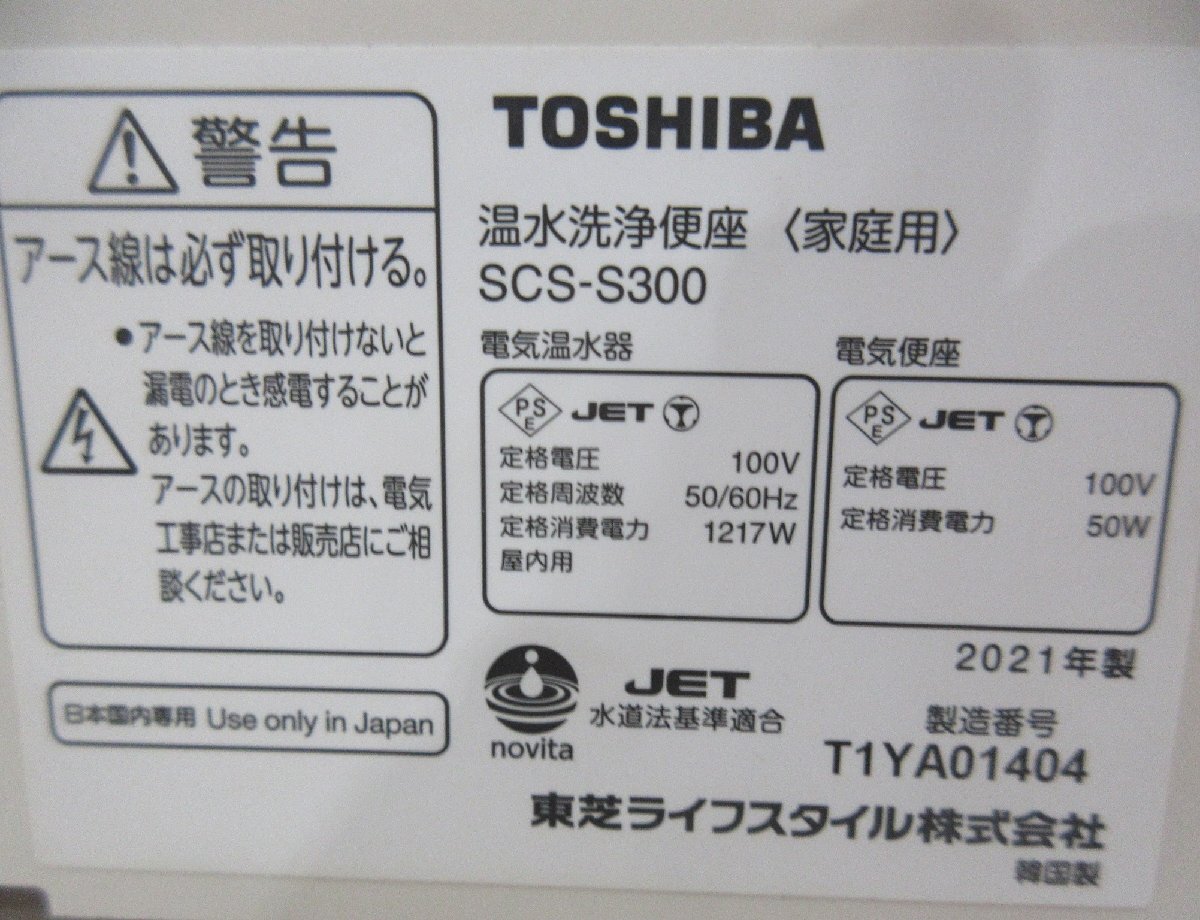 警告
アース線は必ず取り付ける。
●アース線を取り付けないと
漏電のとき感電することが
あります。
アースの取り付けは、電気
工事店または販売店にご相
談ください。
日本国内専用 Use only in Japan
TOSHIBA
温水洗浄便座〈家庭用〉
SCS-S300
電気温水器
PSE JET
定格電圧 100V
定格周波数 50/60Hz
定格消費電力 1217W
屋内用
電気便座
PSE JET
定格電圧 100V
定格消費電力 50W
novita
JET
水道法基準適合
2021年製
製造番号
T1YA01404
東芝ライフスタイル株式会社
韓国製